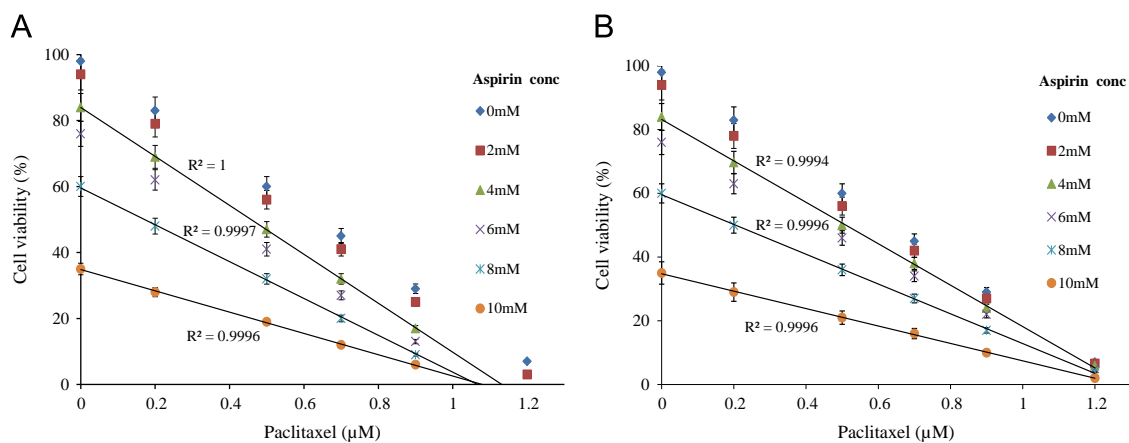 A
100
80
60
40
20
0
0
0.2
0.4
0.6
0.8
1
1.2
Cell viability (%)
Paclitaxel (µM)
R² = 1
R² = 0.9997
R² = 0.9996
Aspirin conc
0mM
2mM
4mM
6mM
8mM
10mM
B
100
80
60
40
20
0
0
0.2
0.4
0.6
0.8
1
1.2
Cell viability (%)
Paclitaxel (µM)
R² = 0.9994
R² = 0.9996
R² = 0.9996
Aspirin conc
0mM
2mM
4mM
6mM
8mM
10mM